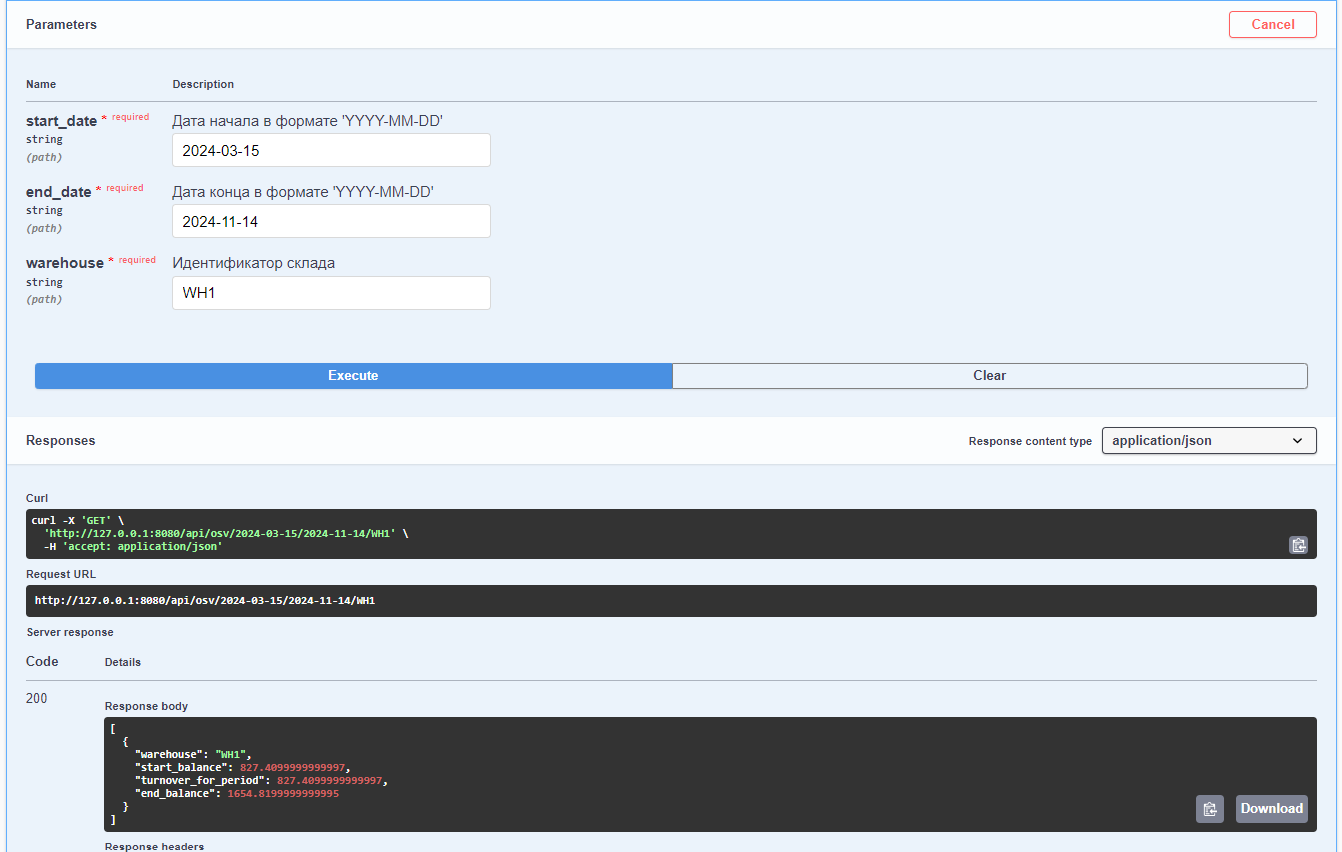 Parameters
Cancel
Name Description
start_date * required
string
(path)
Дата начала в формате 'YYYY-MM-DD'
2024-03-15
end_date * required
string
(path)
Дата конца в формате 'YYYY-MM-DD'
2024-11-14
warehouse * required
string
(path)
Идентификатор склада
WH1
Execute
Clear
Responses
Response content type
application/json
Curl
curl -X 'GET' \
'http://127.0.0.1:8080/api/osv/2024-03-15/2024-11-14/WH1' \
-H 'accept: application/json'
Request URL
http://127.0.0.1:8080/api/osv/2024-03-15/2024-11-14/WH1
Server response
Code Details
200
Response body
[
{
"warehouse": "WH1",
"start_balance": 827.4099999999997,
"turnover_for_period": 827.4099999999997,
"end_balance": 1654.8199999999995
}
]
Download
Response headers